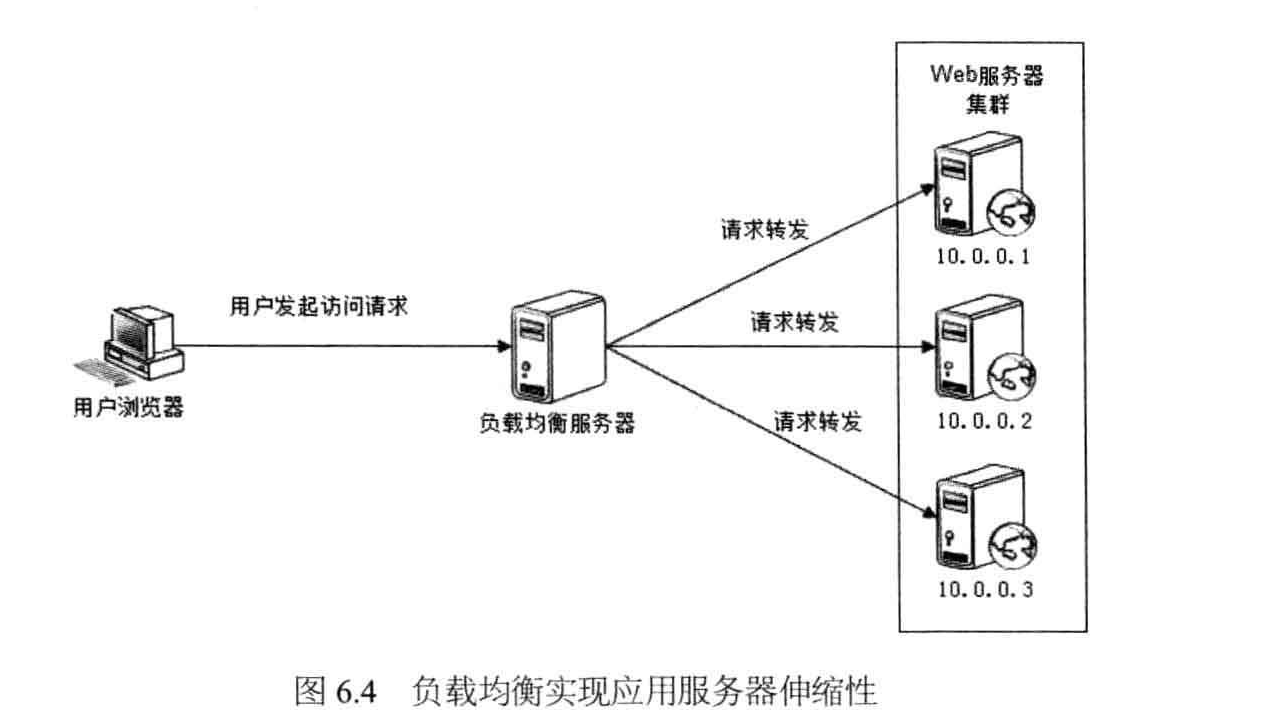 Web服务器
集群
请求转发
10.0.0.1
用户发起访问请求
请求转发
用户浏览器
负载均衡服务器
10.0.0.2
请求转发
10.0.0.3
图 6.4 负载均衡实现应用服务器伸缩性